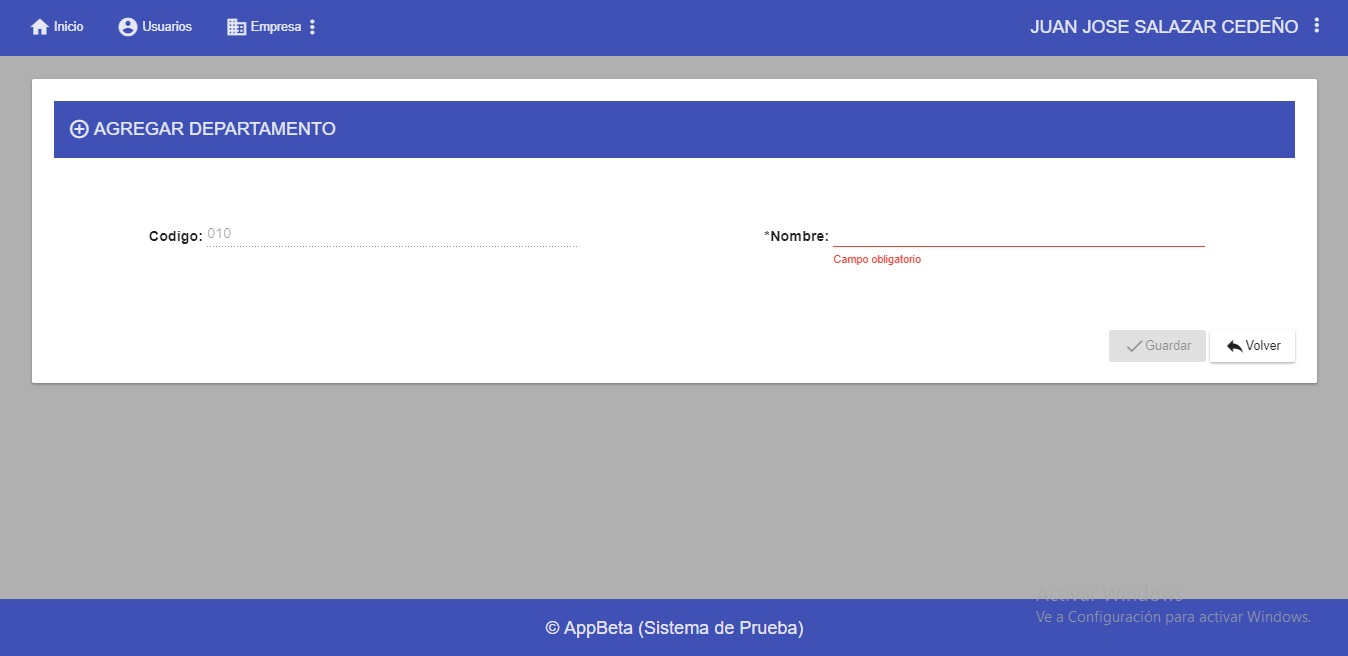 Inicio Usuarios Empresa JUAN JOSE SALAZAR CEDEÑO
AGREGAR DEPARTAMENTO
Codigo: 010 *Nombre:
Campo obligatorio
Guardar Volver
Activar Windows
Ve a Configuración para activar Windows.
© AppBeta (Sistema de Prueba)